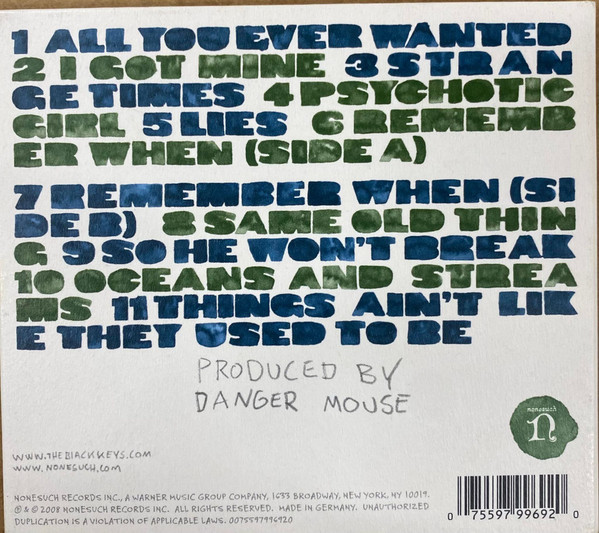 1 ALL YOU EVER WANTED
2 I GOT MINE 3 STRAN
GE TIMES 4 PSYCHOTIC
GIRL 5 LIES 6 REMEMB
ER WHEN (SIDE A)
7 REMEMBER WHEN (SI
DE B) 8 SAME OLD THIN
G 9 SO HE WON'T BREAK
10 OCEANS AND STREA
MS 11 THINGS AIN'T LIK
E THEY USED TO BE
PRODUCED BY
DANGER MOUSE
nonesuch
n
WWW.THEBLACKKEYS.COM
WWW.NONESUCH.COM
NONESUCH RECORDS INC., A WARNER MUSIC GROUP COMPANY, 1633 BROADWAY, NEW YORK, NY 10019.
℗ & © 2008 NONESUCH RECORDS INC. ALL RIGHTS RESERVED. MADE IN GERMANY. UNAUTHORIZED
DUPLICATION IS A VIOLATION OF APPLICABLE LAWS. 0075597996920
0 75597 99692 0